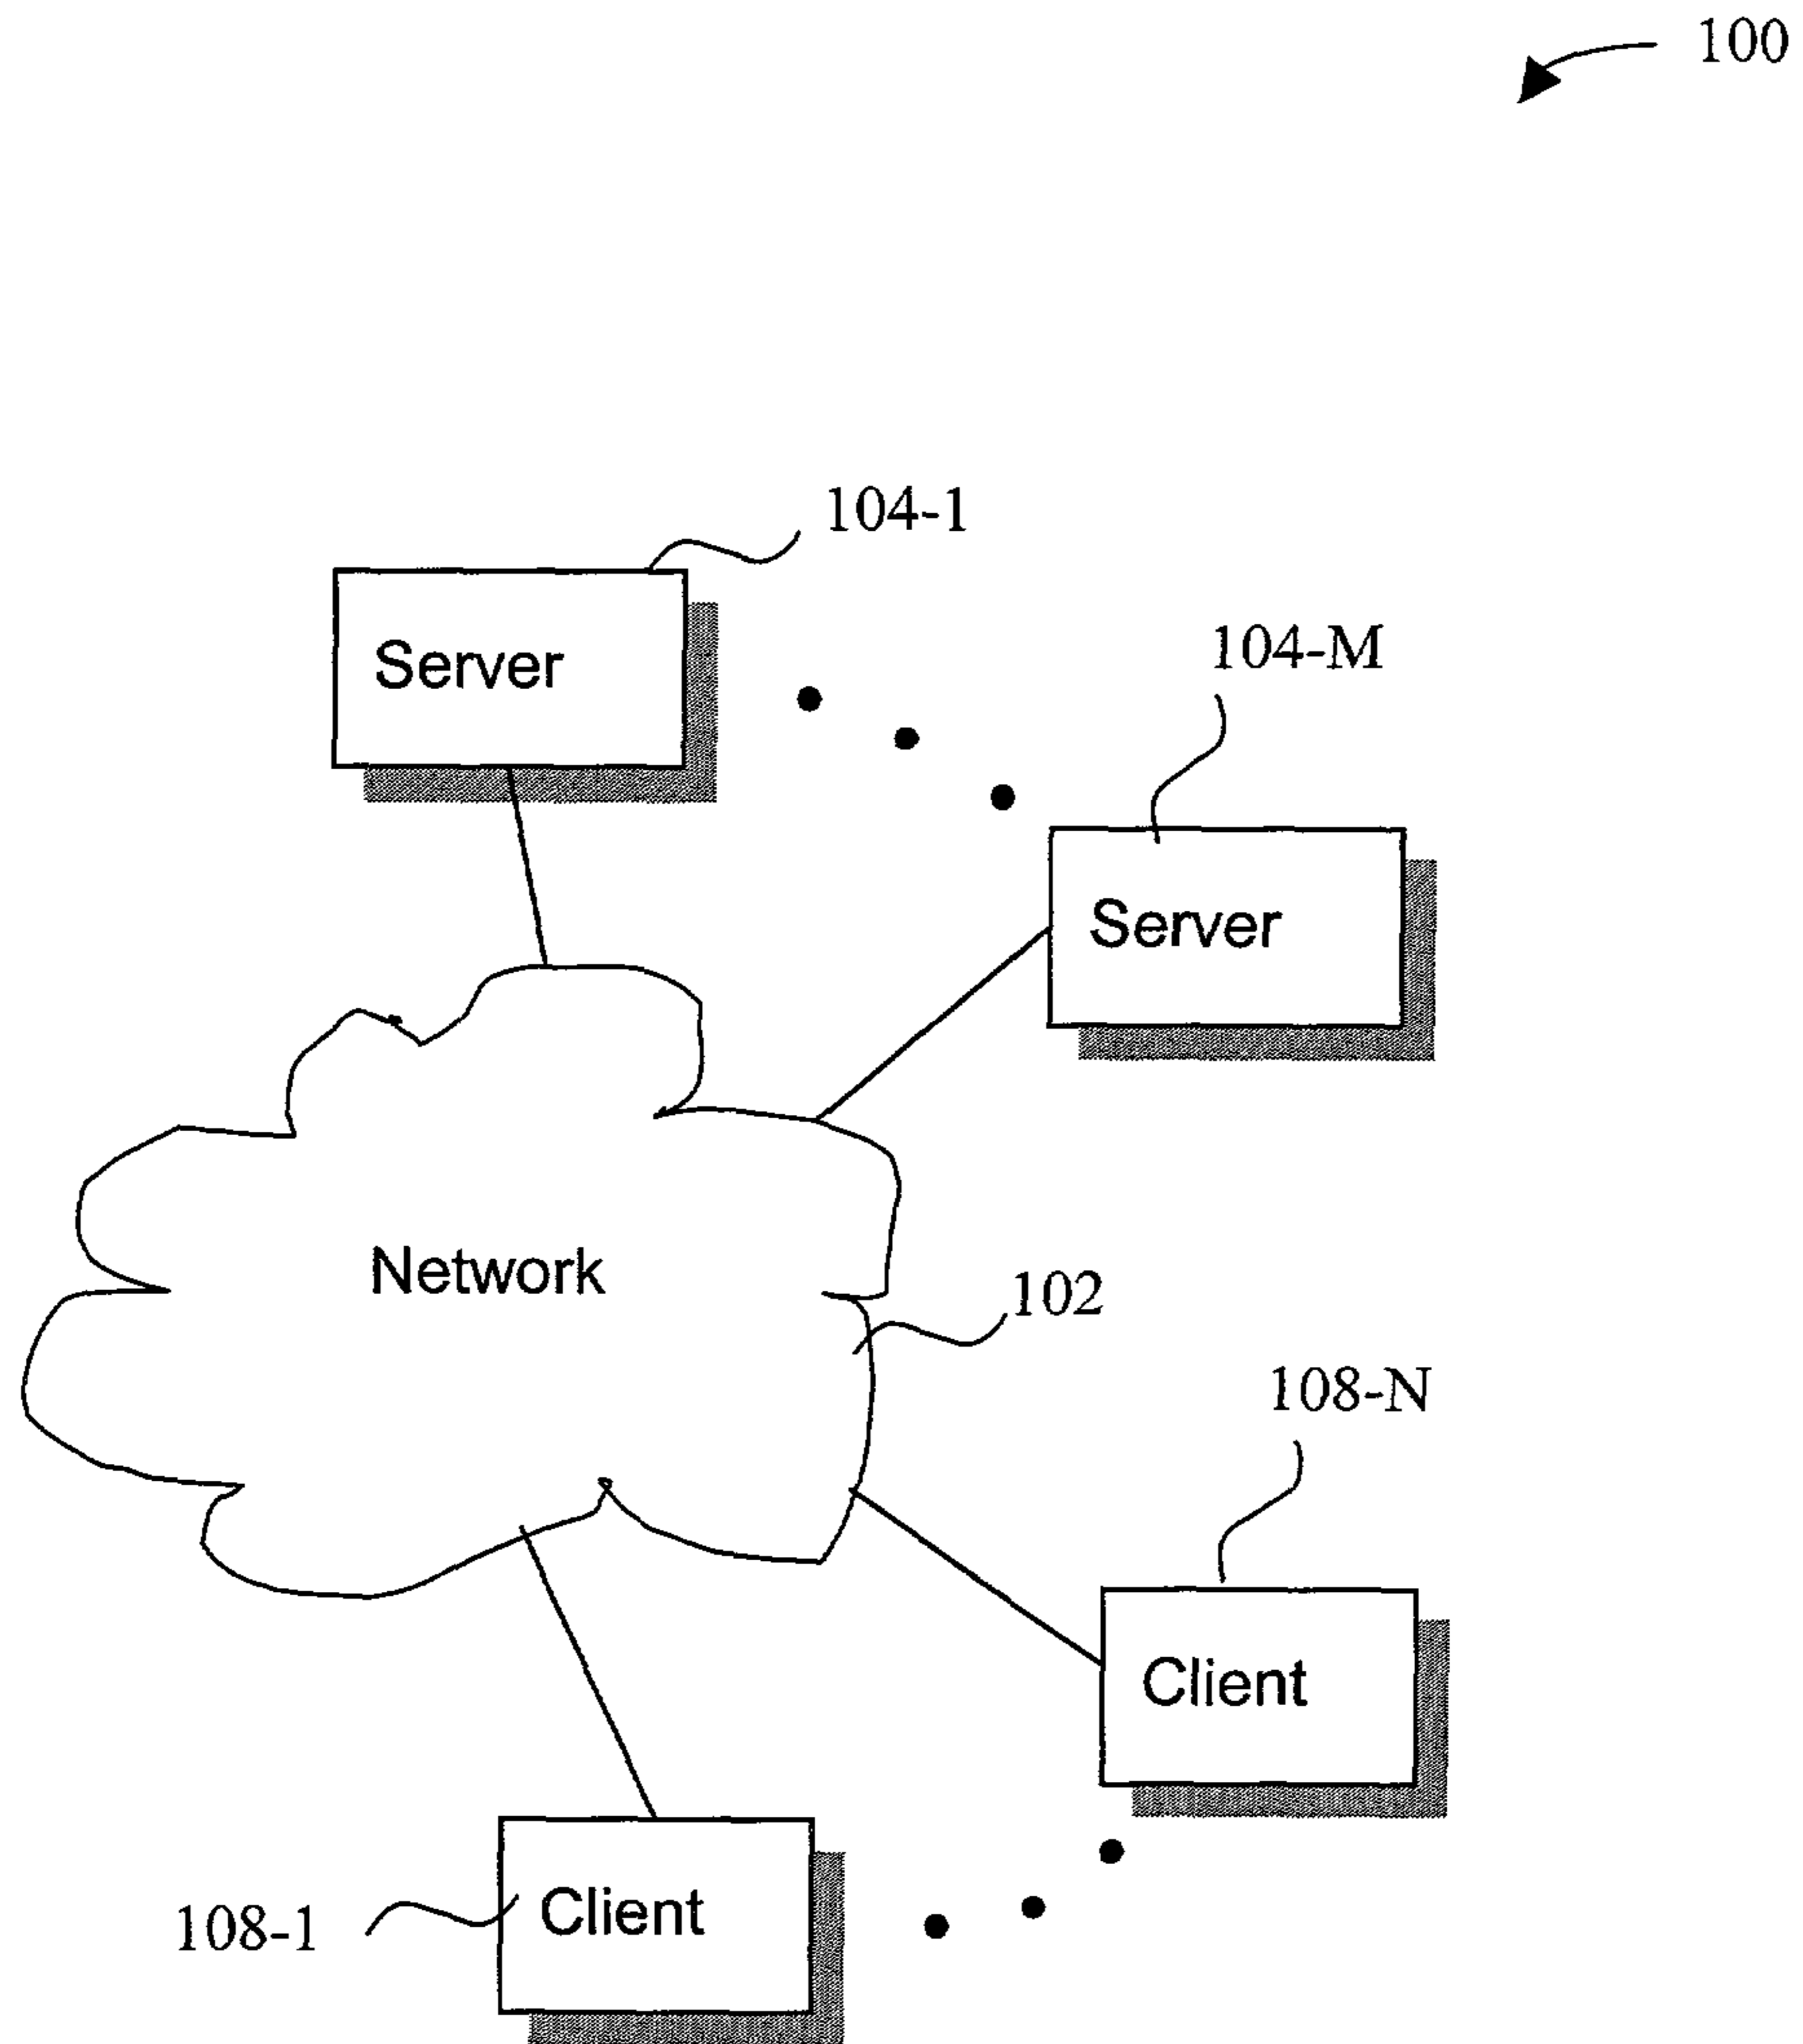 100
104-1
Server
104-M
Server
Network
102
108-N
Client
Client
108-1